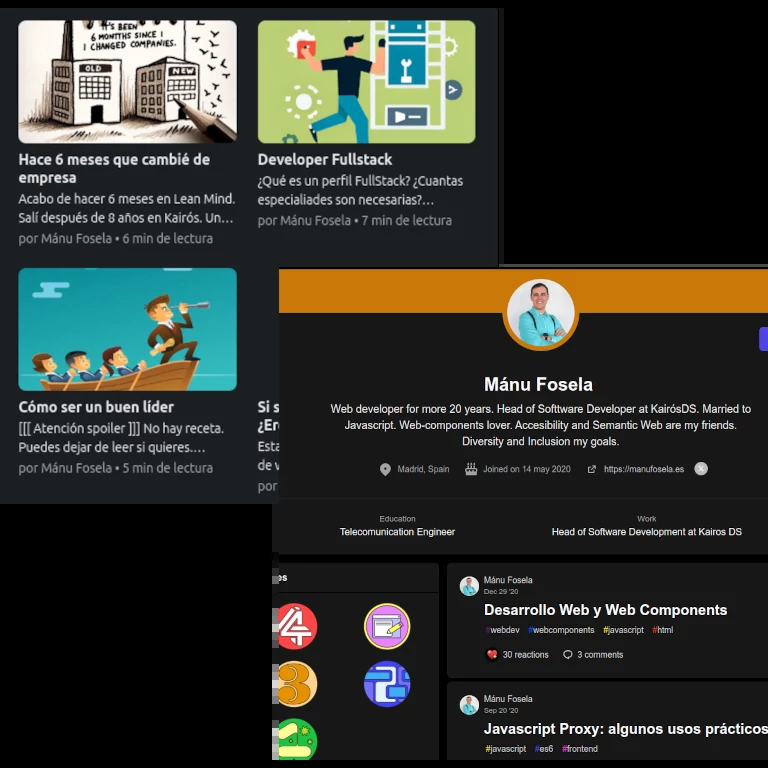 IT'S BEEN
6 MONTHS SINCE I
I CHANGED COMPANIES.
OLD
NEW
Hace 6 meses que cambié de
empresa
Acabo de hacer 6 meses en Lean Mind.
Salí después de 8 años en Kairós. Un…
por Mánu Fosela • 6 min de lectura
Developer Fullstack
¿Qué es un perfil FullStack? ¿Cuantas
especialiades son necesarias?…
por Mánu Fosela • 7 min de lectura
Cómo ser un buen líder
[[[ Atención spoiler ]]] No hay receta.
Puedes dejar de leer si quieres.…
por Mánu Fosela • 5 min de lectura
Si s
¿Er
Esta
de v
por
Mánu Fosela
Web developer for more 20 years. Head of Softtware Developer at KairósDS. Married to
Javascript. Web-components lover. Accesibility and Semantic Web are my friends.
Diversity and Inclusion my goals.
Madrid, Spain
Joined on 14 may 2020
https://manufosela.es
Education
Telecomunication Engineer
Work
Head of Software Development at Kairos DS
es
4
3
2
Mánu Fosela
Dec 29 '20
Desarrollo Web y Web Components
#webdev #webcomponents #javascript #html
30 reactions
3 comments
Mánu Fosela
Sep 20 '20
Javascript Proxy: algunos usos prácticos
#javascript #es6 #frontend